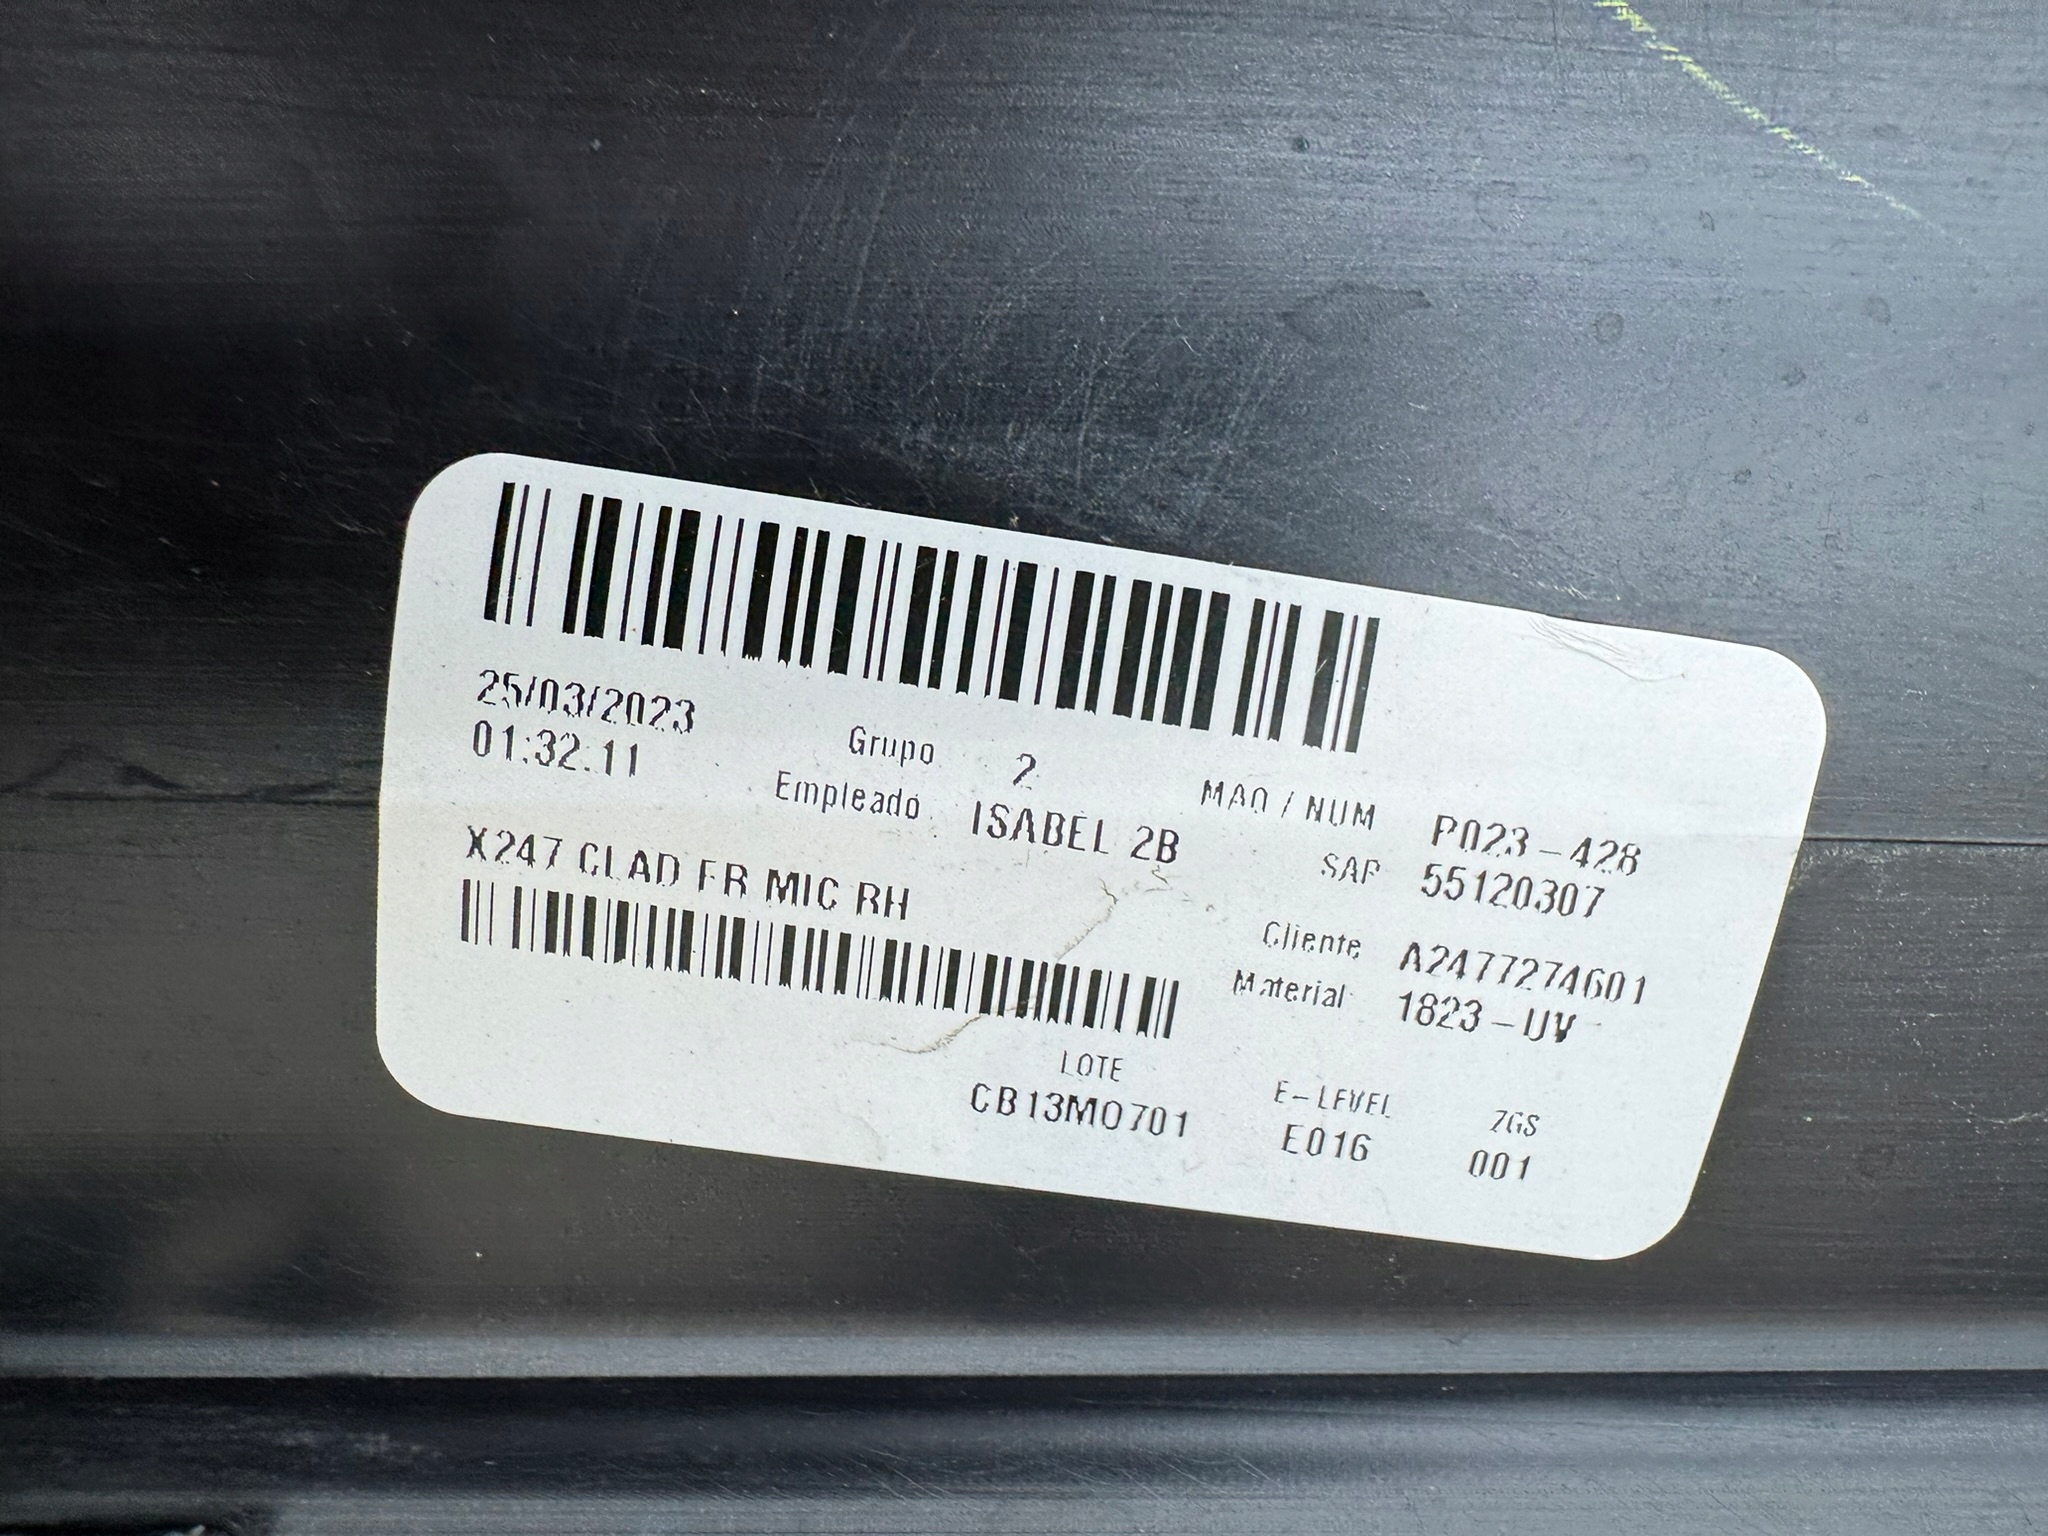 25/03/2023
01:32:11
Grupo 2
Empleado ISABEL 2B
MAQ / NUM P023-428
SAP 55120307
X247 CLAD FR MIC RH
Cliente A2477274601
Material 1823-UV
LOTE
CB13M0701
E-LEVEL
E016
ZGS
001